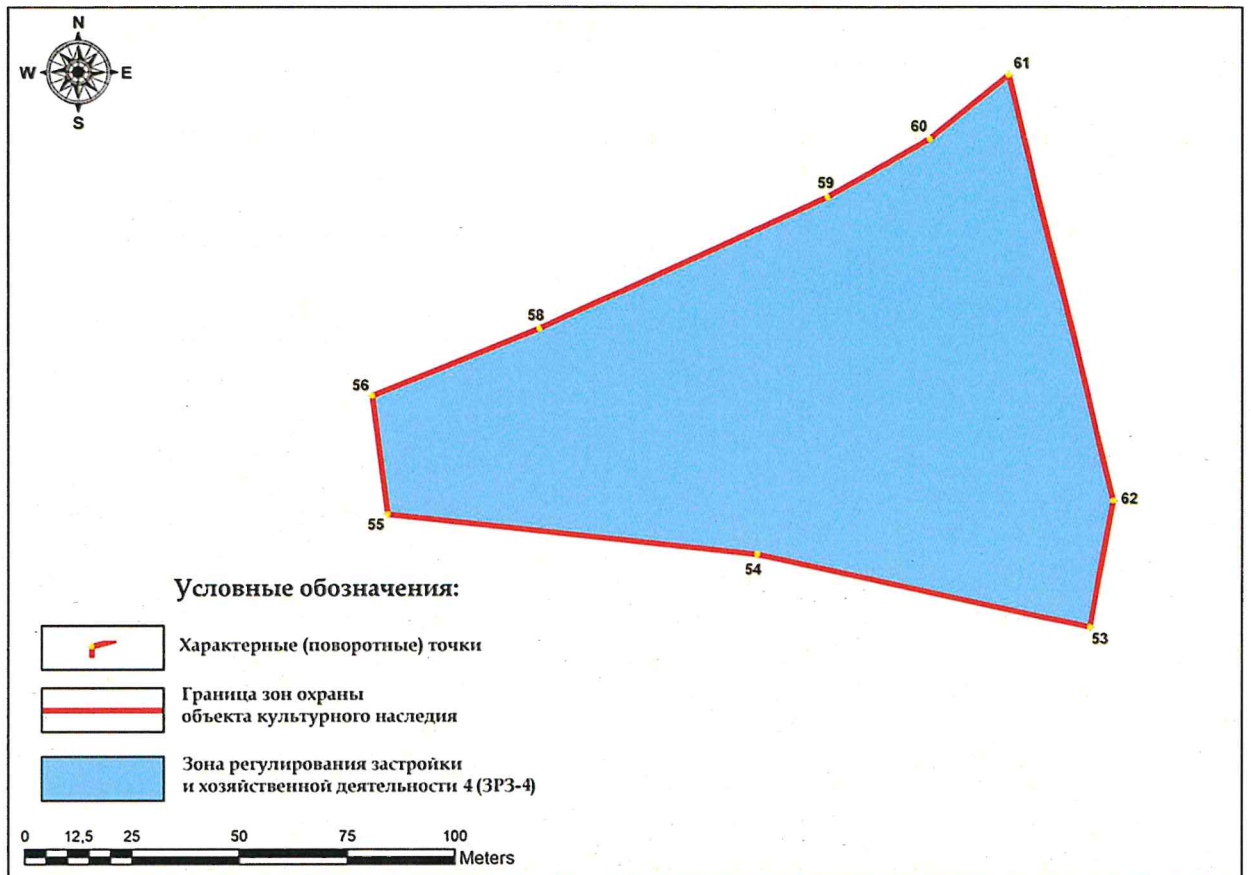 N
W E
S
61
60
59
58
56
62
55
54
53
Условные обозначения:
Характерные (поворотные) точки
Граница зон охраны
объекта культурного наследия
Зона регулирования застройки
и хозяйственной деятельности 4 (ЗРЗ-4)
0 12,5 25 50 75 100
Meters